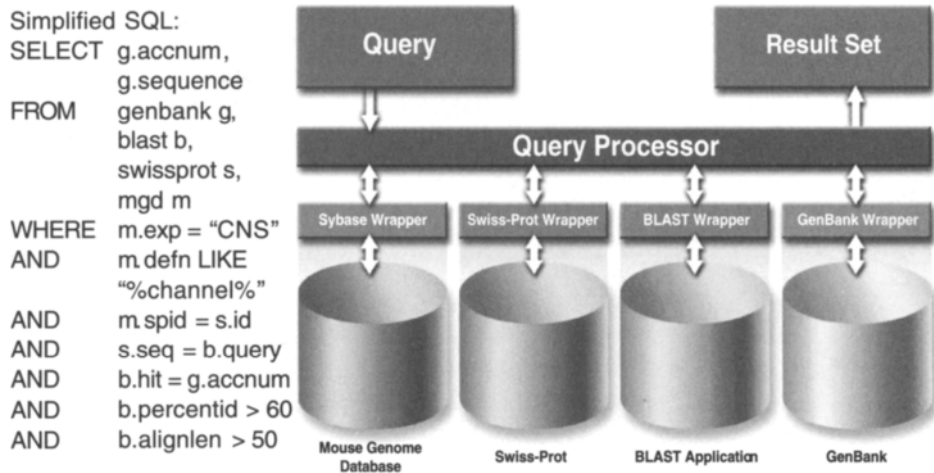 Simplified SQL:
SELECT g.accnum,
g.sequence
FROM genbank g,
blast b,
swissprot s,
mgd m
WHERE m.exp = “CNS”
AND m.defn LIKE
“%channel%”
AND m.spid = s.id
AND s.seq = b.query
AND b.hit = g.accnum
AND b.percentid > 60
AND b.alignlen > 50
Query
Result Set
Query Processor
Sybase Wrapper
Swiss-Prot Wrapper
BLAST Wrapper
GenBank Wrapper
Mouse Genome
Database
Swiss-Prot
BLAST Application
GenBank